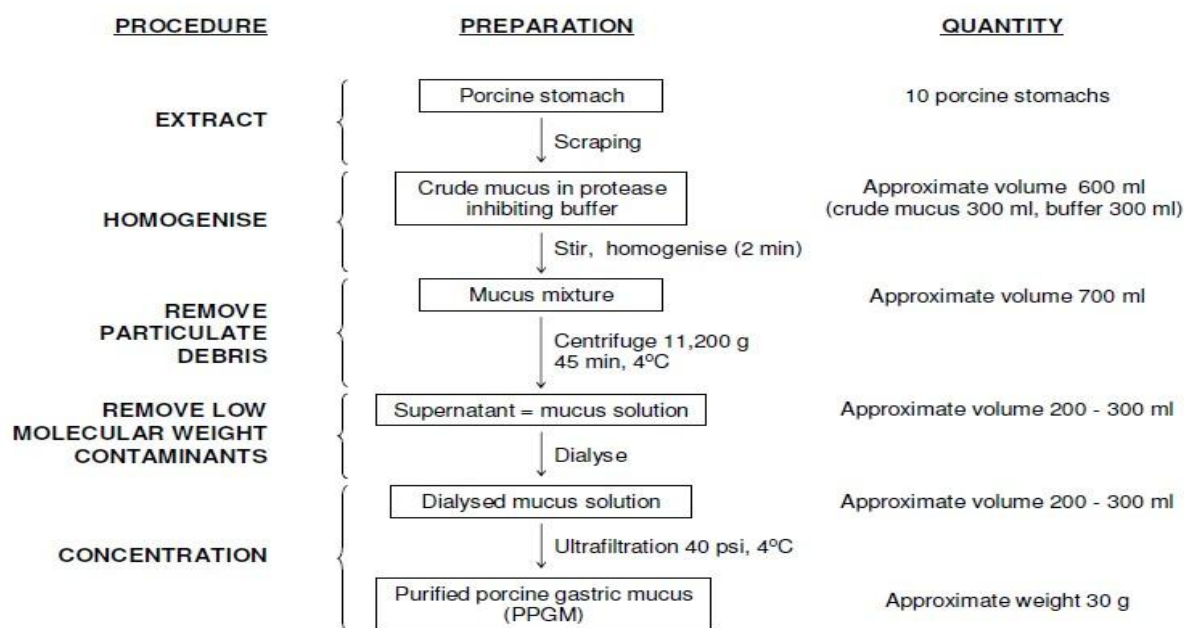 PROCEDURE PREPARATION QUANTITY
Porcine stomach 10 porcine stomachs
EXTRACT
Scraping
Crude mucus in protease
inhibiting buffer
Approximate volume 600 ml
(crude mucus 300 ml, buffer 300 ml)
HOMOGENISE
Stir, homogenise (2 min)
Mucus mixture Approximate volume 700 ml
REMOVE
PARTICULATE
DEBRIS
Centrifuge 11,200 g
45 min, 4ºC
REMOVE LOW
MOLECULAR WEIGHT
CONTAMINANTS
Supernatant = mucus solution Approximate volume 200 - 300 ml
Dialyse
Dialysed mucus solution Approximate volume 200 - 300 ml
CONCENTRATION
Ultrafiltration 40 psi, 4ºC
Purified porcine gastric mucus
(PPGM)
Approximate weight 30 g